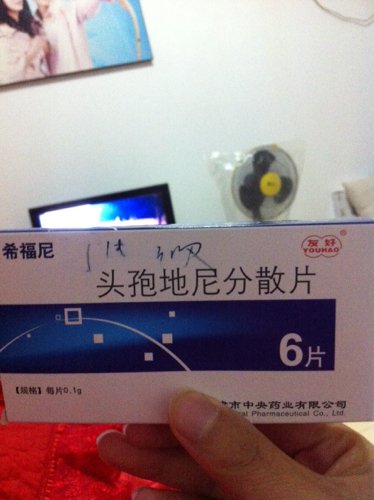 希福尼
友好
YOUHAO
头孢地尼分散片
6片
【规格】每片0.1g
市中央药业有限公司
ral Pharmaceutical Co., Ltd.